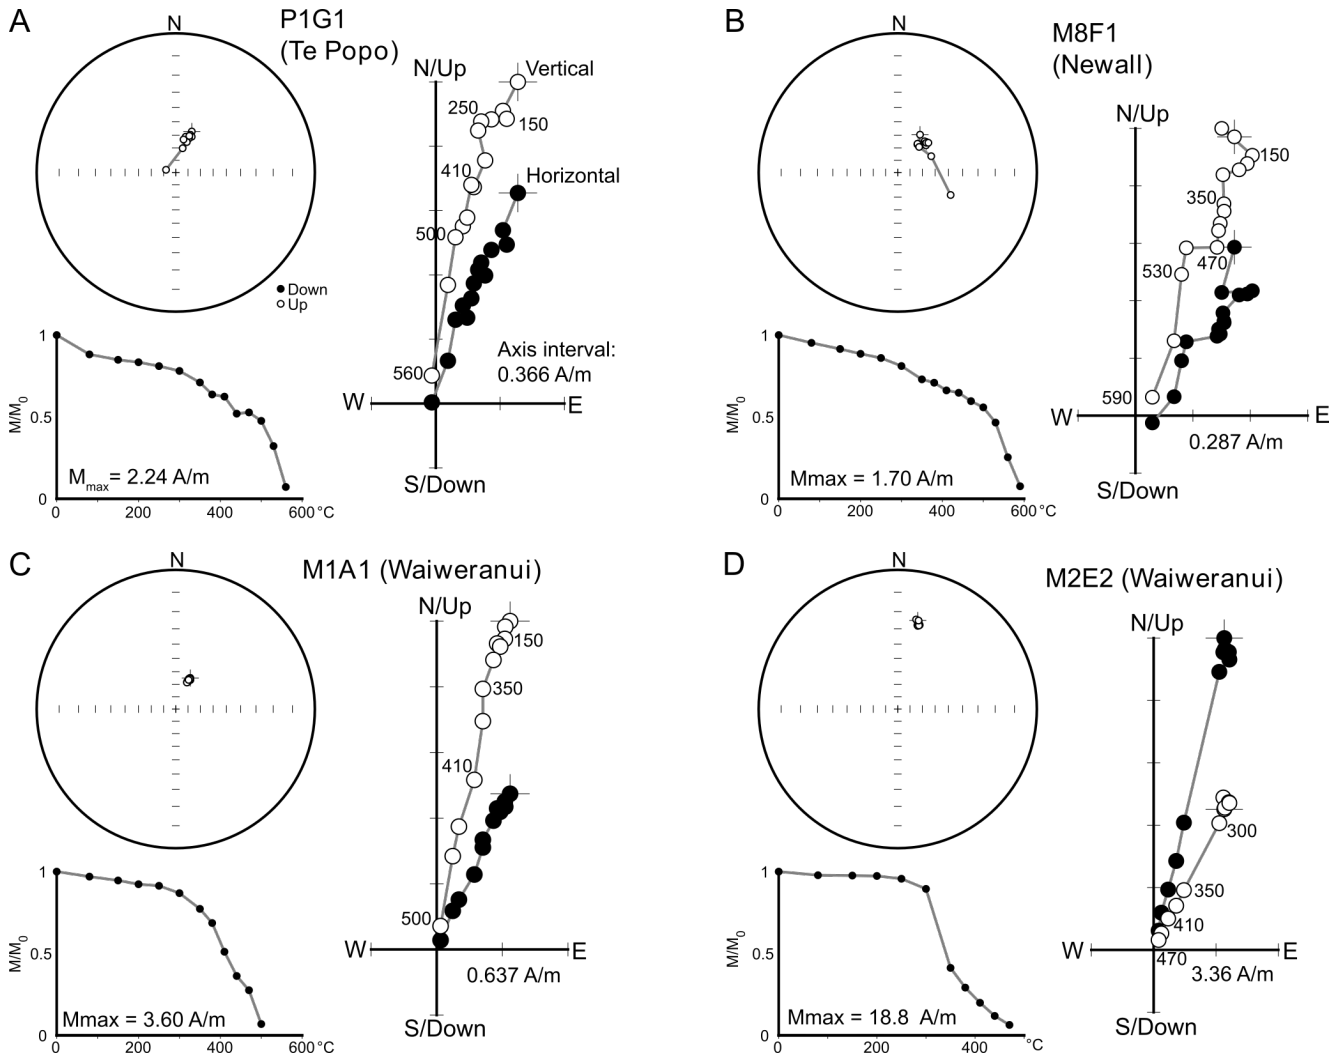 A
N
P1G1
(Te Popo)
N/Up
Vertical
250
150
410
Horizontal
500
Down
Up
Axis interval:
0.366 A/m
560
W
E
S/Down
1
0.5
0
M/M0
Mmax = 2.24 A/m
0
200
400
600 °C
B
N
M8F1
(Newall)
N/Up
150
350
470
530
590
W
E
0.287 A/m
S/Down
1
0.5
0
M/M0
Mmax = 1.70 A/m
0
200
400
600 °C
C
N
M1A1 (Waiweranui)
N/Up
150
350
410
500
W
E
0.637 A/m
S/Down
1
0.5
0
M/M0
Mmax = 3.60 A/m
0
200
400
600 °C
D
N
M2E2 (Waiweranui)
N/Up
300
350
410
470
W
E
3.36 A/m
S/Down
1
0.5
0
M/M0
Mmax = 18.8 A/m
0
200
400
°C